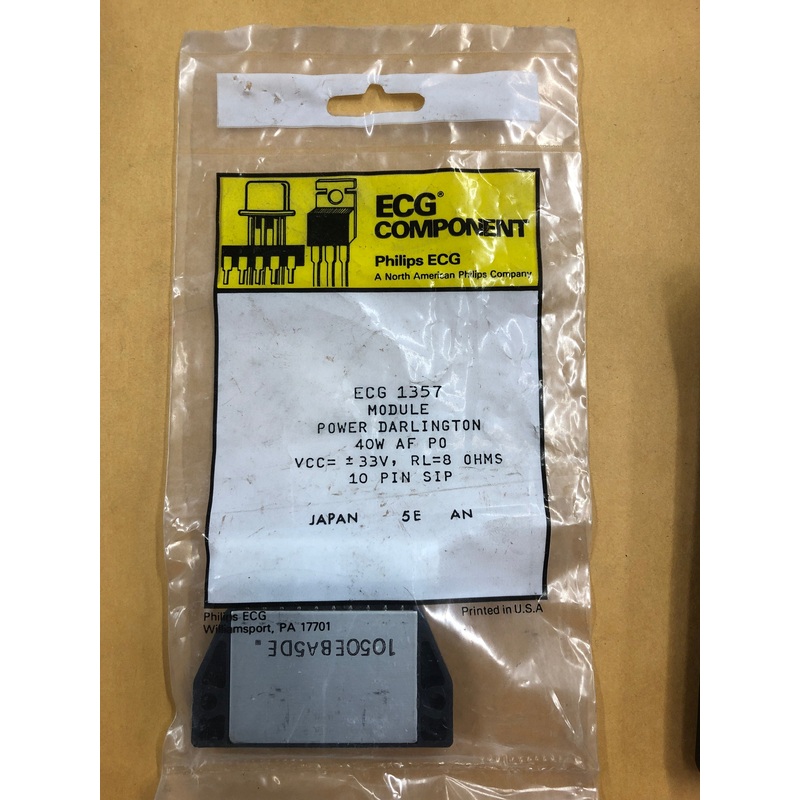 ECG®
COMPONENT
Philips ECG
A North American Philips Company
ECG 1357
MODULE
POWER DARLINGTON
40W AF PO
VCC= ±33V, RL=8 OHMS
10 PIN SIP
JAPAN 5E AN
Philips ECG
Williamsport, PA 17701
Printed in U.S.A
1050EBA5DE.